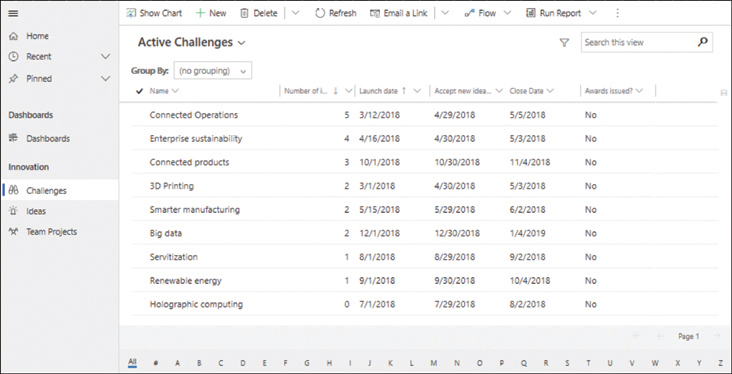 Show Chart + New Delete Refresh Email a Link Flow Run Report
Home
Recent
Pinned
Dashboards
Dashboards
Innovation
Challenges
Ideas
Team Projects
Active Challenges
Search this view
Group By: (no grouping)
Name Number of i... Launch date Accept new idea... Close Date Awards issued?
Connected Operations 5 3/12/2018 4/29/2018 5/5/2018 No
Enterprise sustainability 4 4/16/2018 4/30/2018 5/3/2018 No
Connected products 3 10/1/2018 10/30/2018 11/4/2018 No
3D Printing 2 3/1/2018 4/30/2018 5/3/2018 No
Smarter manufacturing 2 5/15/2018 5/29/2018 6/2/2018 No
Big data 2 12/1/2018 12/30/2018 1/4/2019 No
Servitization 1 8/1/2018 8/29/2018 9/2/2018 No
Renewable energy 1 9/1/2018 9/30/2018 10/4/2018 No
Holographic computing 0 7/1/2018 7/29/2018 8/2/2018 No
Page 1
All # A B C D E F G H I J K L M N O P Q R S T U V W X Y Z